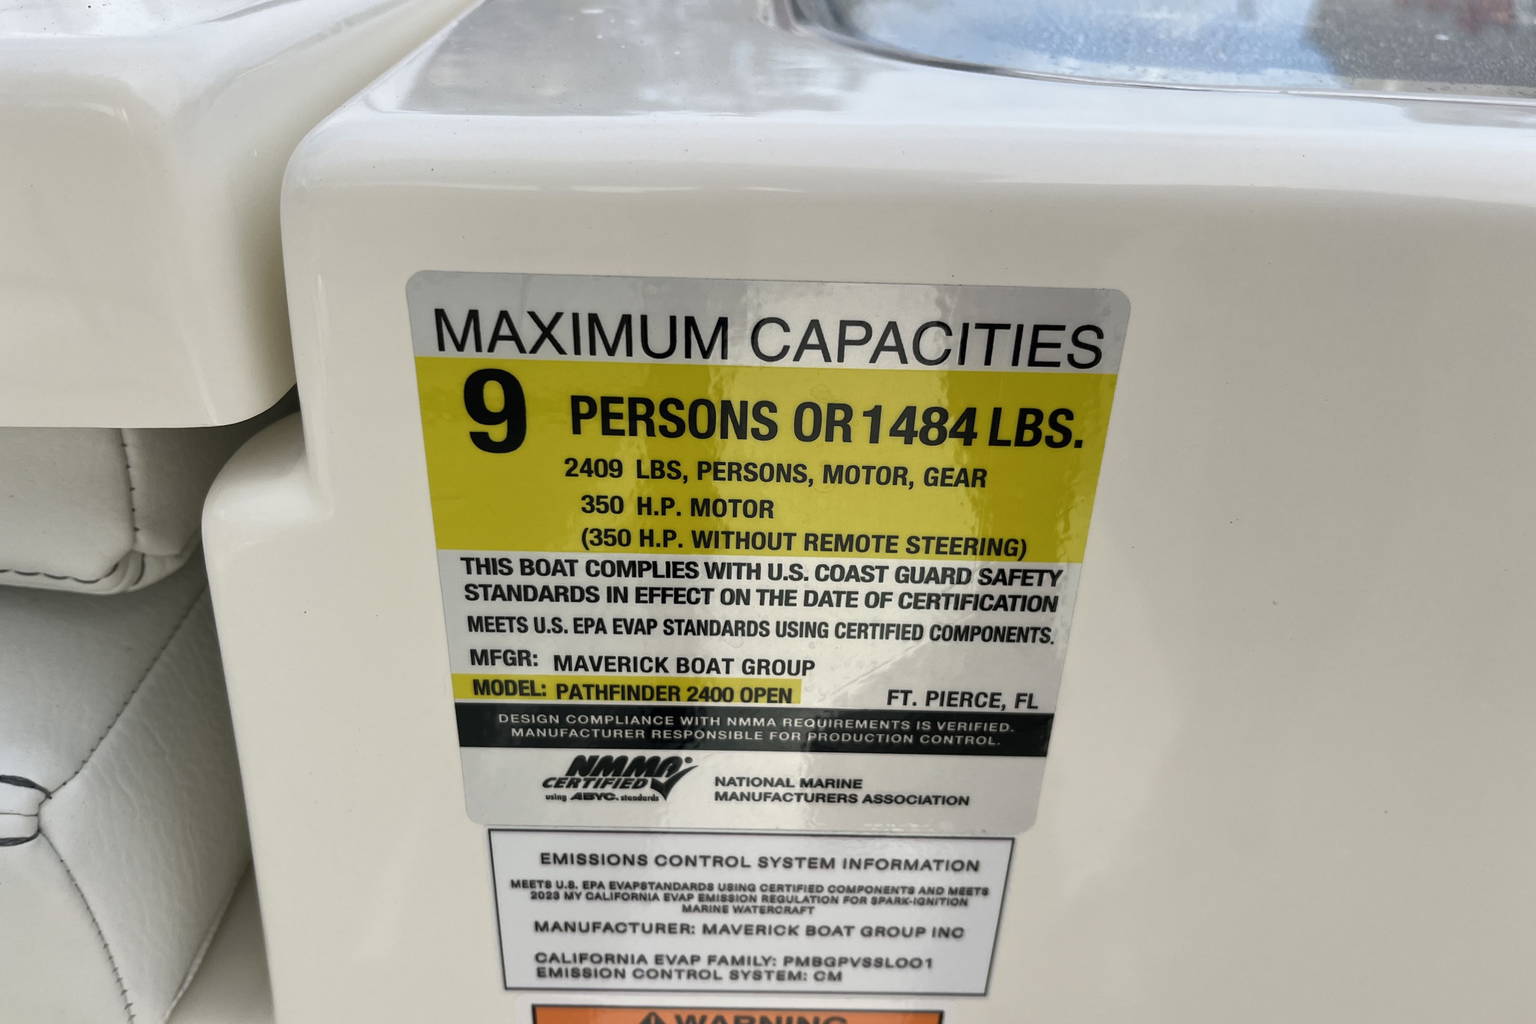 MAXIMUM CAPACITIES
9 PERSONS OR 1484 LBS.
2409 LBS, PERSONS, MOTOR, GEAR
350 H.P. MOTOR
(350 H.P. WITHOUT REMOTE STEERING)
THIS BOAT COMPLIES WITH U.S. COAST GUARD SAFETY
STANDARDS IN EFFECT ON THE DATE OF CERTIFICATION
MEETS U.S. EPA EVAP STANDARDS USING CERTIFIED COMPONENTS.
MFGR: MAVERICK BOAT GROUP
MODEL: PATHFINDER 2400 OPEN FT. PIERCE, FL
DESIGN COMPLIANCE WITH NMMA REQUIREMENTS IS VERIFIED.
MANUFACTURER RESPONSIBLE FOR PRODUCTION CONTROL.
NMMA
CERTIFIED
using ABYC. standards
NATIONAL MARINE
MANUFACTURERS ASSOCIATION
EMISSIONS CONTROL SYSTEM INFORMATION
MEETS U.S. EPA EVAPSTANDARDS USING CERTIFIED COMPONENTS AND MEETS
2023 MY CALIFORNIA EVAP EMISSION REGULATION FOR SPARK-IGNITION
MARINE WATERCRAFT
MANUFACTURER: MAVERICK BOAT GROUP INC
CALIFORNIA EVAP FAMILY: PMBGPVSSL001
EMISSION CONTROL SYSTEM: CM
WARNING